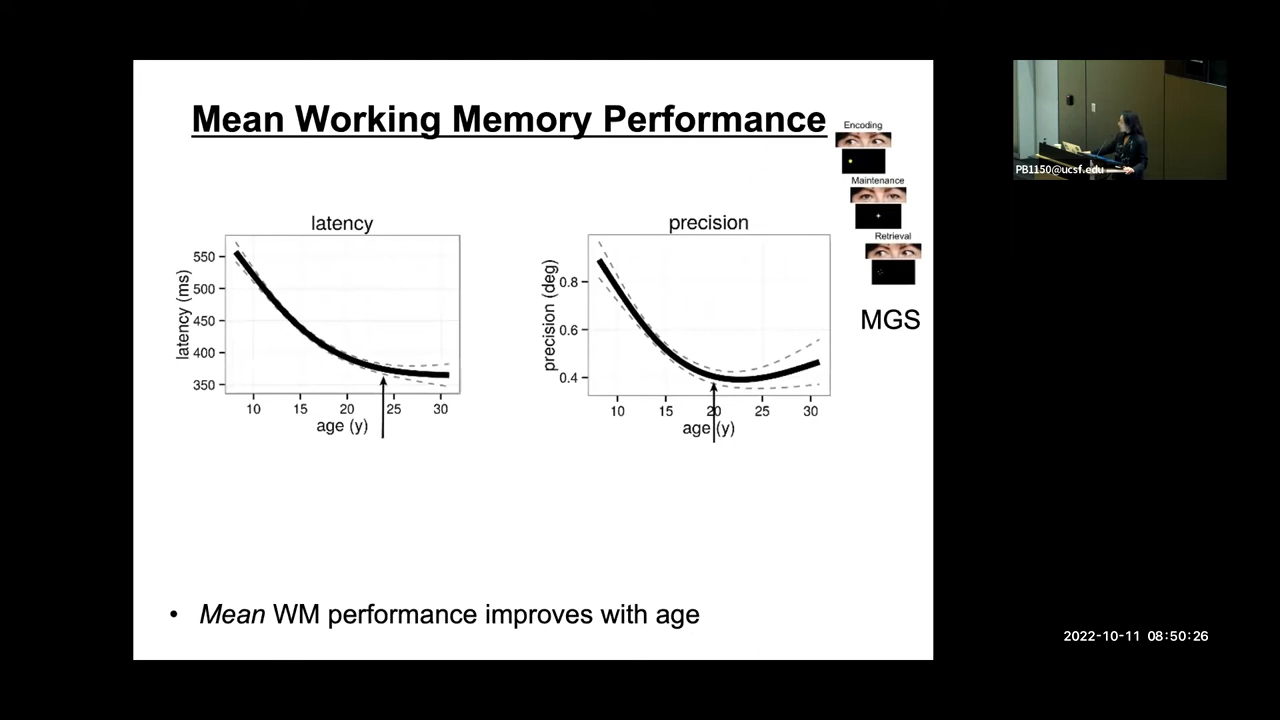 Mean Working Memory Performance
Encoding
Maintenance
Retrieval
MGS
latency
latency (ms)
550
500
450
400
350
10 15 20 25 30
age (y)
precision
precision (deg)
0.8
0.6
0.4
10 15 20 25 30
age (y)
• Mean WM performance improves with age
PB1150@ucsf.edu
2022-10-11 08:50:26